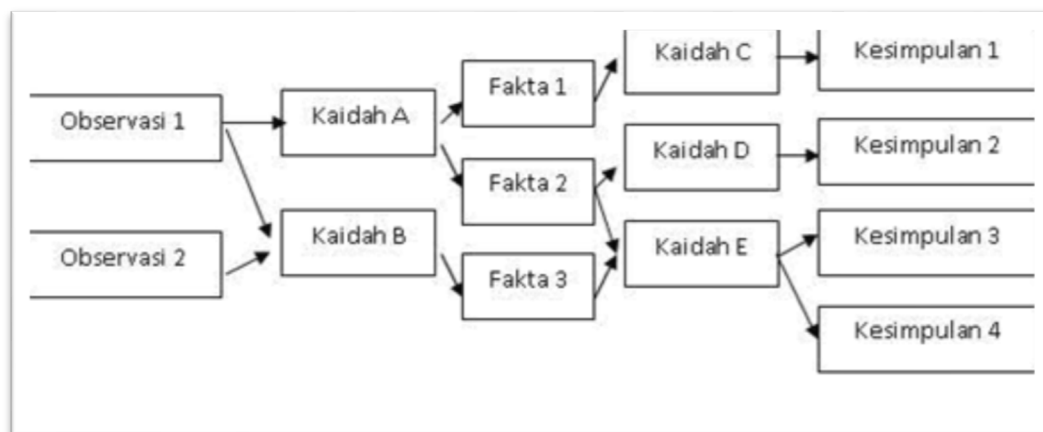 Observasi 1
Observasi 2
Kaidah A
Kaidah B
Fakta 1
Fakta 2
Fakta 3
Kaidah C
Kaidah D
Kaidah E
Kesimpulan 1
Kesimpulan 2
Kesimpulan 3
Kesimpulan 4